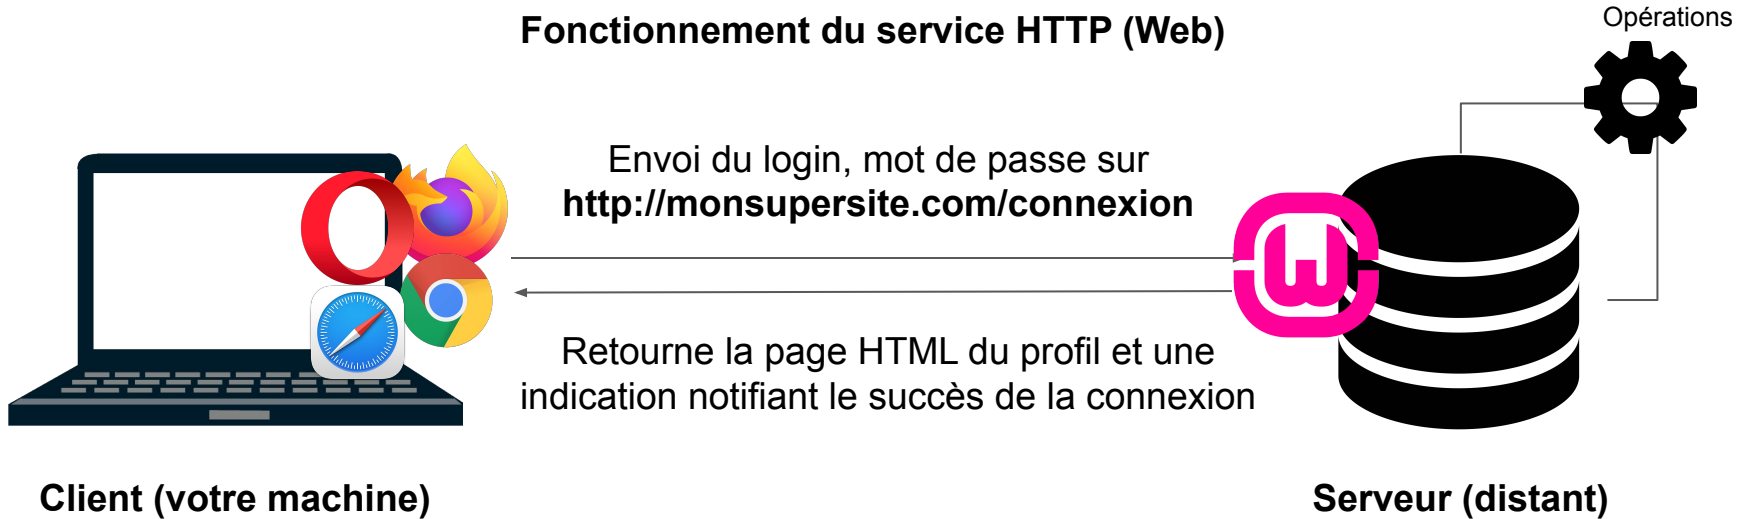 Fonctionnement du service HTTP (Web)
Opérations
Envoi du login, mot de passe sur
http://monsupersite.com/connexion
Retourne la page HTML du profil et une
indication notifiant le succès de la connexion
Client (votre machine)
Serveur (distant)